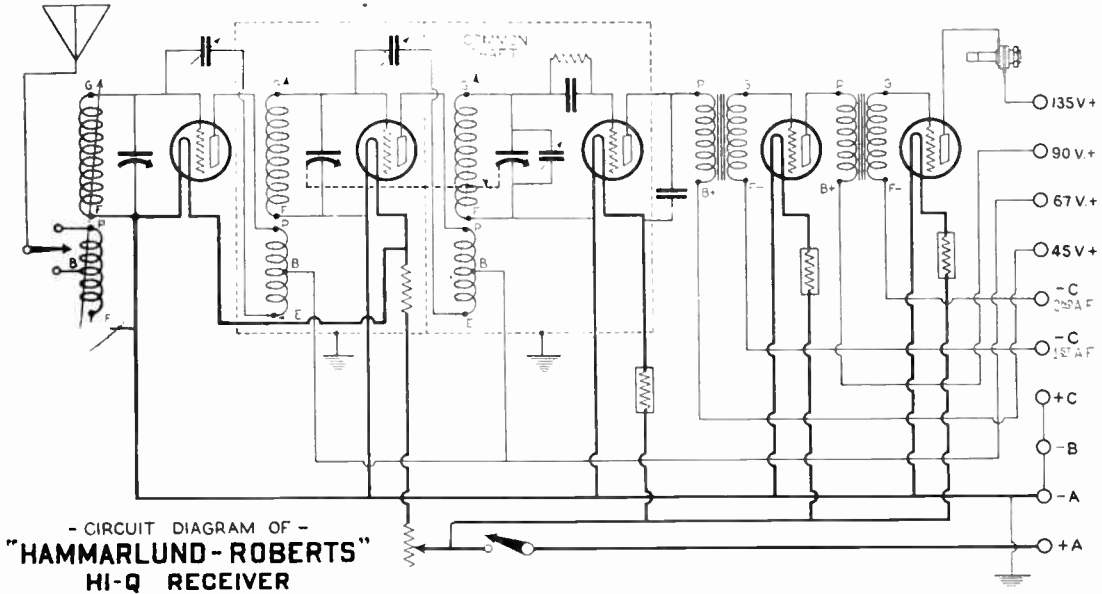 COMMON
SHAFT
G
G
G
P
G
P
G
135V+
90V.+
B+
F-
B+
F-
67V.+
F
P
F
P
F
P
45V+
B
B
B
-C
2ND A F
F
E
E
-C
1ST A F
+C
-B
-A
- CIRCUIT DIAGRAM OF -
"HAMMARLUND-ROBERTS"
HI-Q RECEIVER
+A